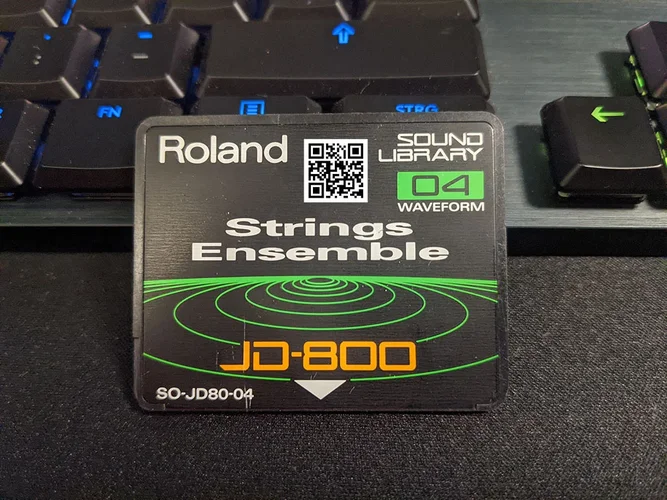 FN
STRG
Roland
SOUND
LIBRARY
04
WAVEFORM
Strings
Ensemble
JD-800
SO-JD80-04